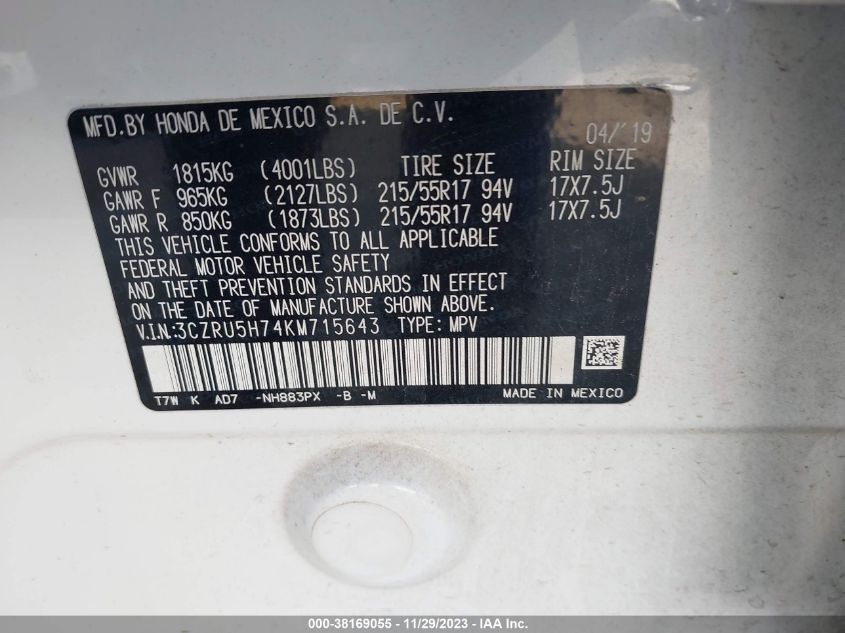 MFD.BY HONDA DE MEXICO S.A. DE C.V.
04/'19
GVWR 1815KG (4001LBS) TIRE SIZE RIM SIZE
GAWR F 965KG (2127LBS) 215/55R17 94V 17X7.5J
GAWR R 850KG (1873LBS) 215/55R17 94V 17X7.5J
THIS VEHICLE CONFORMS TO ALL APPLICABLE
FEDERAL MOTOR VEHICLE SAFETY
AND THEFT PREVENTION STANDARDS IN EFFECT
ON THE DATE OF MANUFACTURE SHOWN ABOVE.
V.I.N.:3CZRU5H74KM715643 TYPE: MPV
T7W K AD7 -NH883PX -B -M MADE IN MEXICO
000-38169055 - 11/29/2023 - IAA Inc.